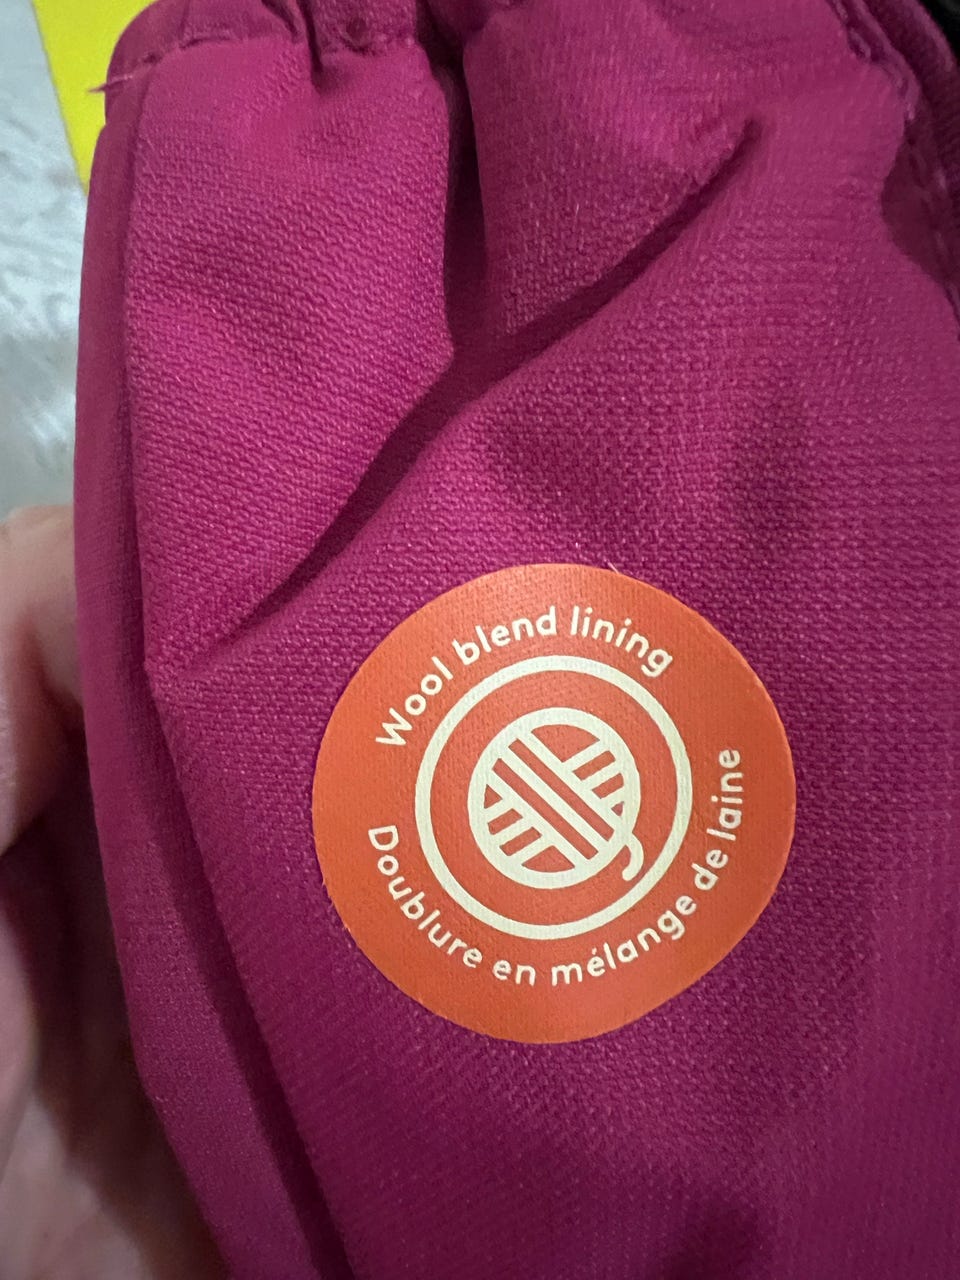 Wool blend lining
Doublure en mélange de laine